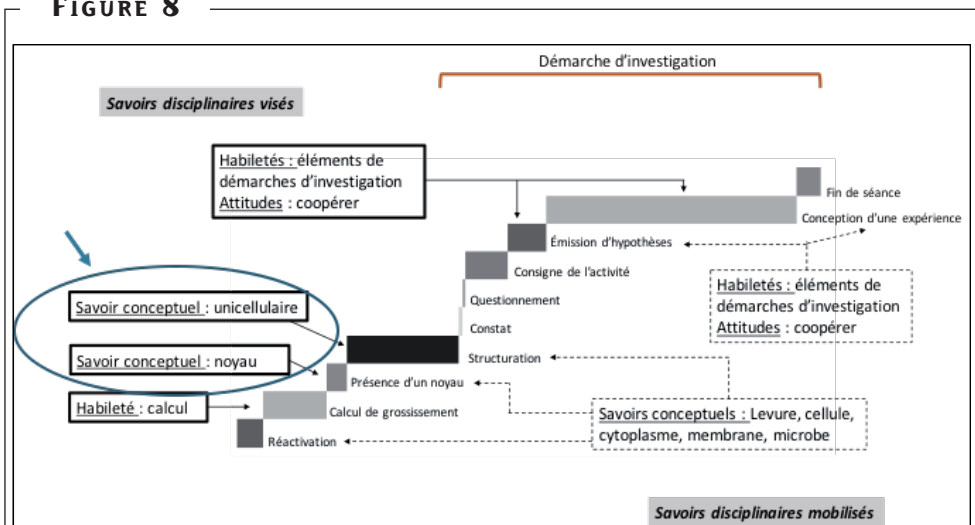 FIGURE 8
Démarche d'investigation
Savoirs disciplinaires visés
Habiletés : éléments de
démarches d'investigation
Attitudes : coopérer
Fin de séance
Conception d'une expérience
Émission d'hypothèses
Consigne de l'activité
Habiletés : éléments de
démarches d'investigation
Attitudes : coopérer
Savoir conceptuel : unicellulaire
Questionnement
Constat
Structuration
Savoir conceptuel : noyau
Présence d'un noyau
Habileté : calcul
Calcul de grossissement
Savoirs conceptuels : Levure, cellule,
cytoplasme, membrane, microbe
Réactivation
Savoirs disciplinaires mobilisés